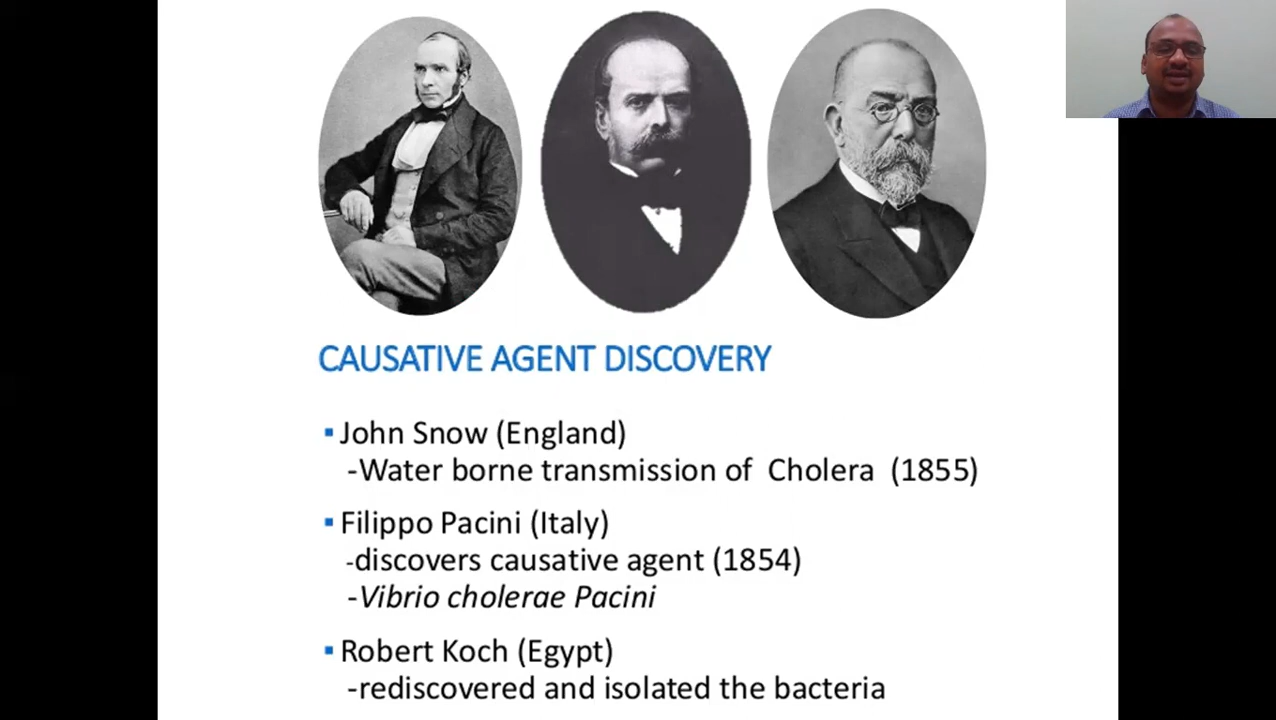 CAUSATIVE AGENT DISCOVERY
▪ John Snow (England)
-Water borne transmission of Cholera (1855)
▪ Filippo Pacini (Italy)
-discovers causative agent (1854)
-Vibrio cholerae Pacini
▪ Robert Koch (Egypt)
-rediscovered and isolated the bacteria